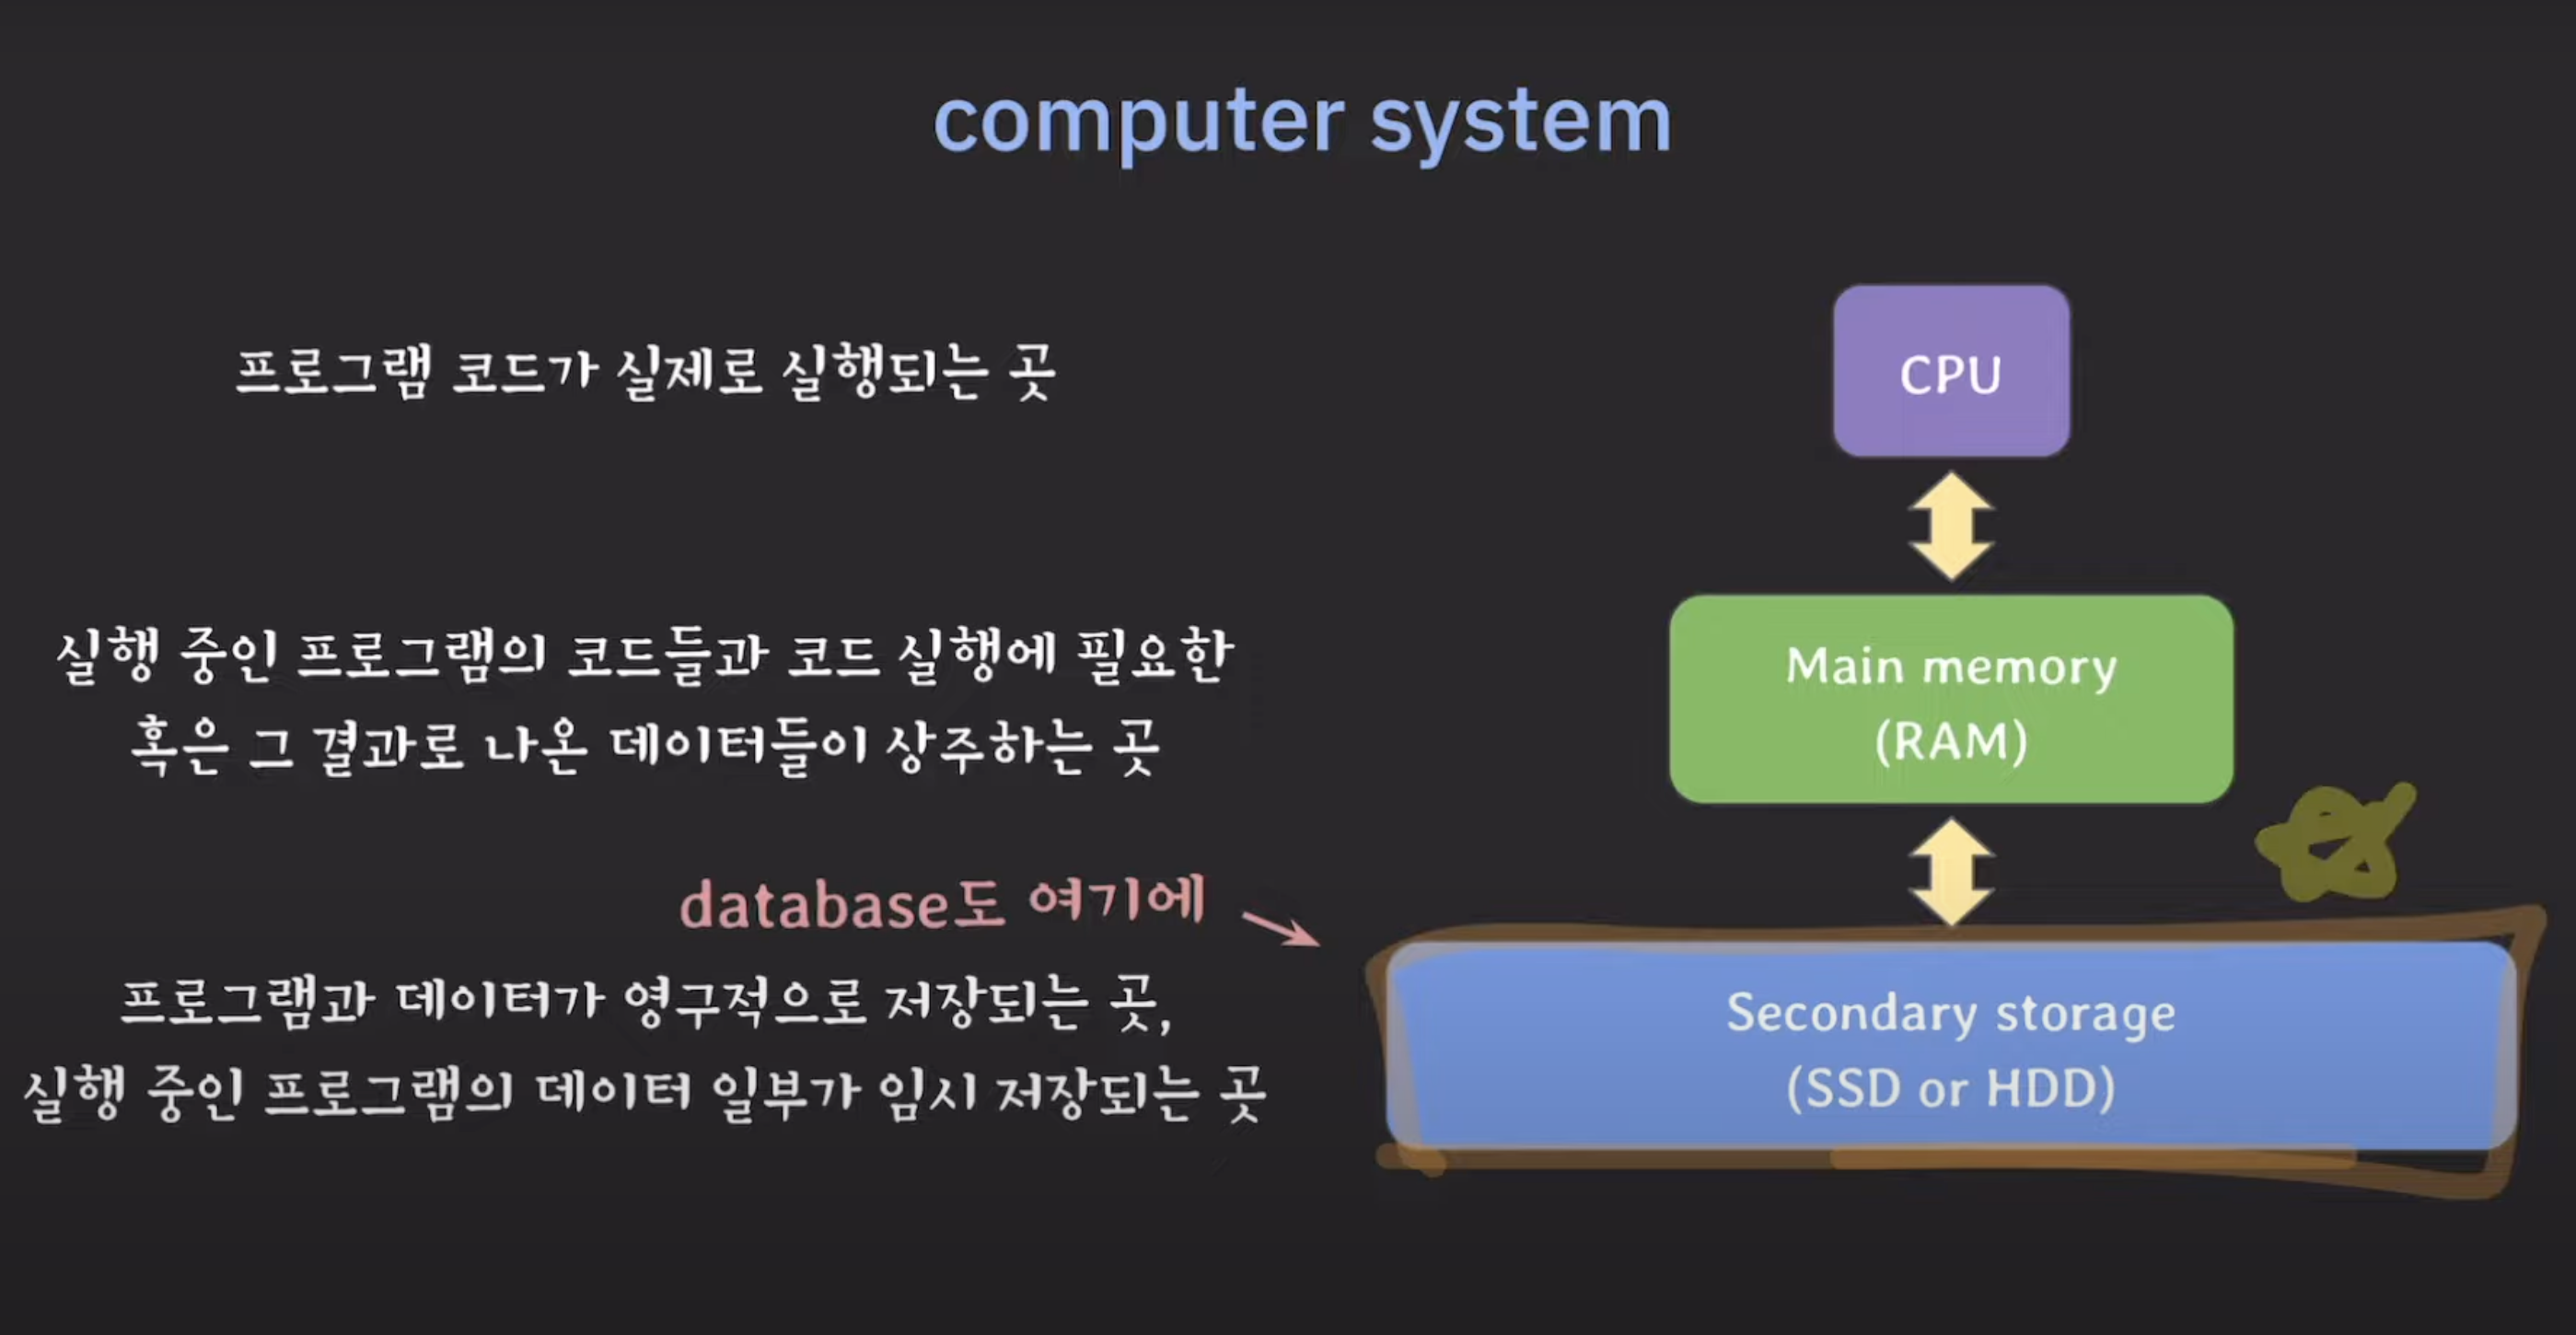 computer system
프로그램 코드가 실제로 실행되는 곳
CPU
실행 중인 프로그램의 코드들과 코드 실행에 필요한
혹은 그 결과로 나온 데이터들이 상주하는 곳
Main memory
(RAM)
database도 여기에
프로그램과 데이터가 영구적으로 저장되는 곳,
실행 중인 프로그램의 데이터 일부가 임시 저장되는 곳
Secondary storage
(SSD or HDD)